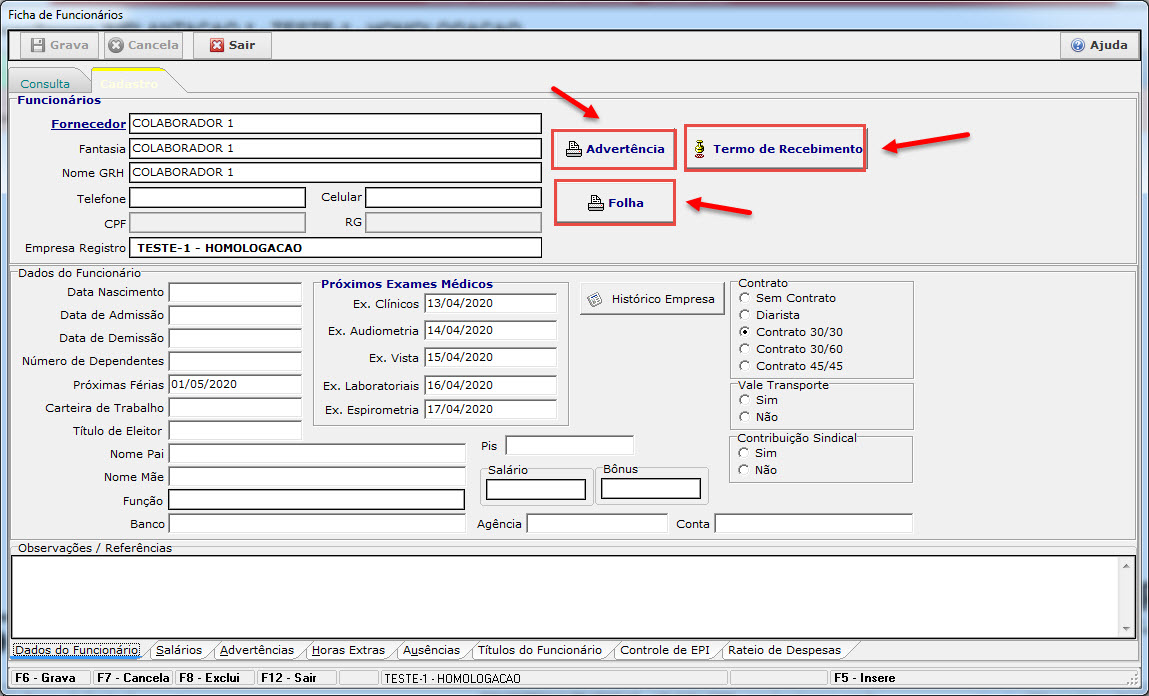 Ficha de Funcionários
Grava Cancela Sair Ajuda
Consulta Cadastro
Funcionários
Fornecedor COLABORADOR 1
Fantasia COLABORADOR 1
Nome GRH COLABORADOR 1
Telefone Celular
CPF RG
Empresa Registro TESTE-1 - HOMOLOGACAO
Advertência Termo de Recebimento
Folha
Dados do Funcionário
Data Nascimento
Data de Admissão
Data de Demissão
Número de Dependentes
Próximas Férias 01/05/2020
Carteira de Trabalho
Título de Eleitor
Nome Pai
Nome Mãe
Função
Banco
Próximos Exames Médicos
Ex. Clínicos 13/04/2020
Ex. Audiometria 14/04/2020
Ex. Vista 15/04/2020
Ex. Laboratoriais 16/04/2020
Ex. Espirometria 17/04/2020
Histórico Empresa
Pis
Salário Bônus
Agência Conta
Contrato
Sem Contrato
Diarista
Contrato 30/30
Contrato 30/60
Contrato 45/45
Vale Transporte
Sim
Não
Contribuição Sindical
Sim
Não
Observações / Referências
Dados do Funcionário Salários Advertências Horas Extras Ausências Títulos do Funcionário Controle de EPI Rateio de Despesas
F6 - Grava F7 - Cancela F8 - Exclui F12 - Sair TESTE-1 - HOMOLOGACAO F5 - Insere